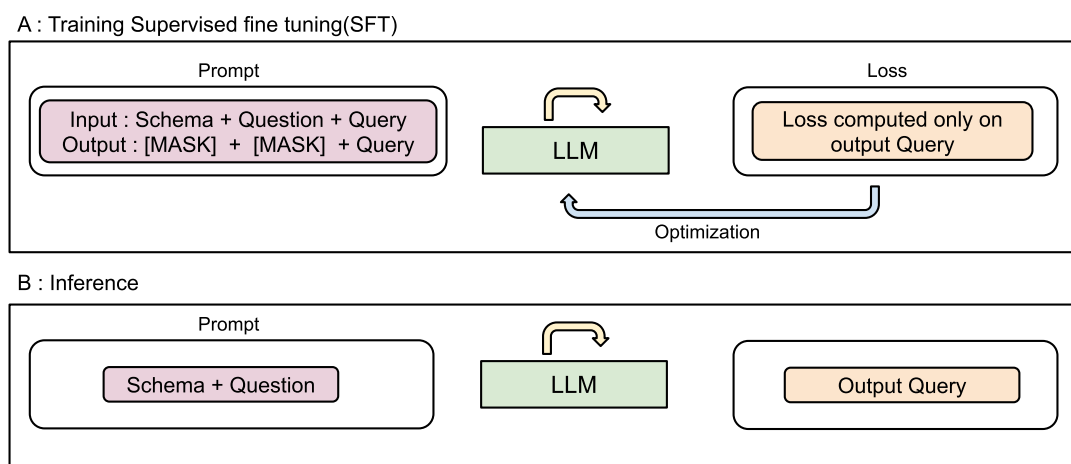 A : Training Supervised fine tuning(SFT)
Prompt
Loss
Input : Schema + Question + Query
Output : [MASK] + [MASK] + Query
LLM
Loss computed only on
output Query
Optimization
B : Inference
Prompt
Schema + Question
LLM
Output Query